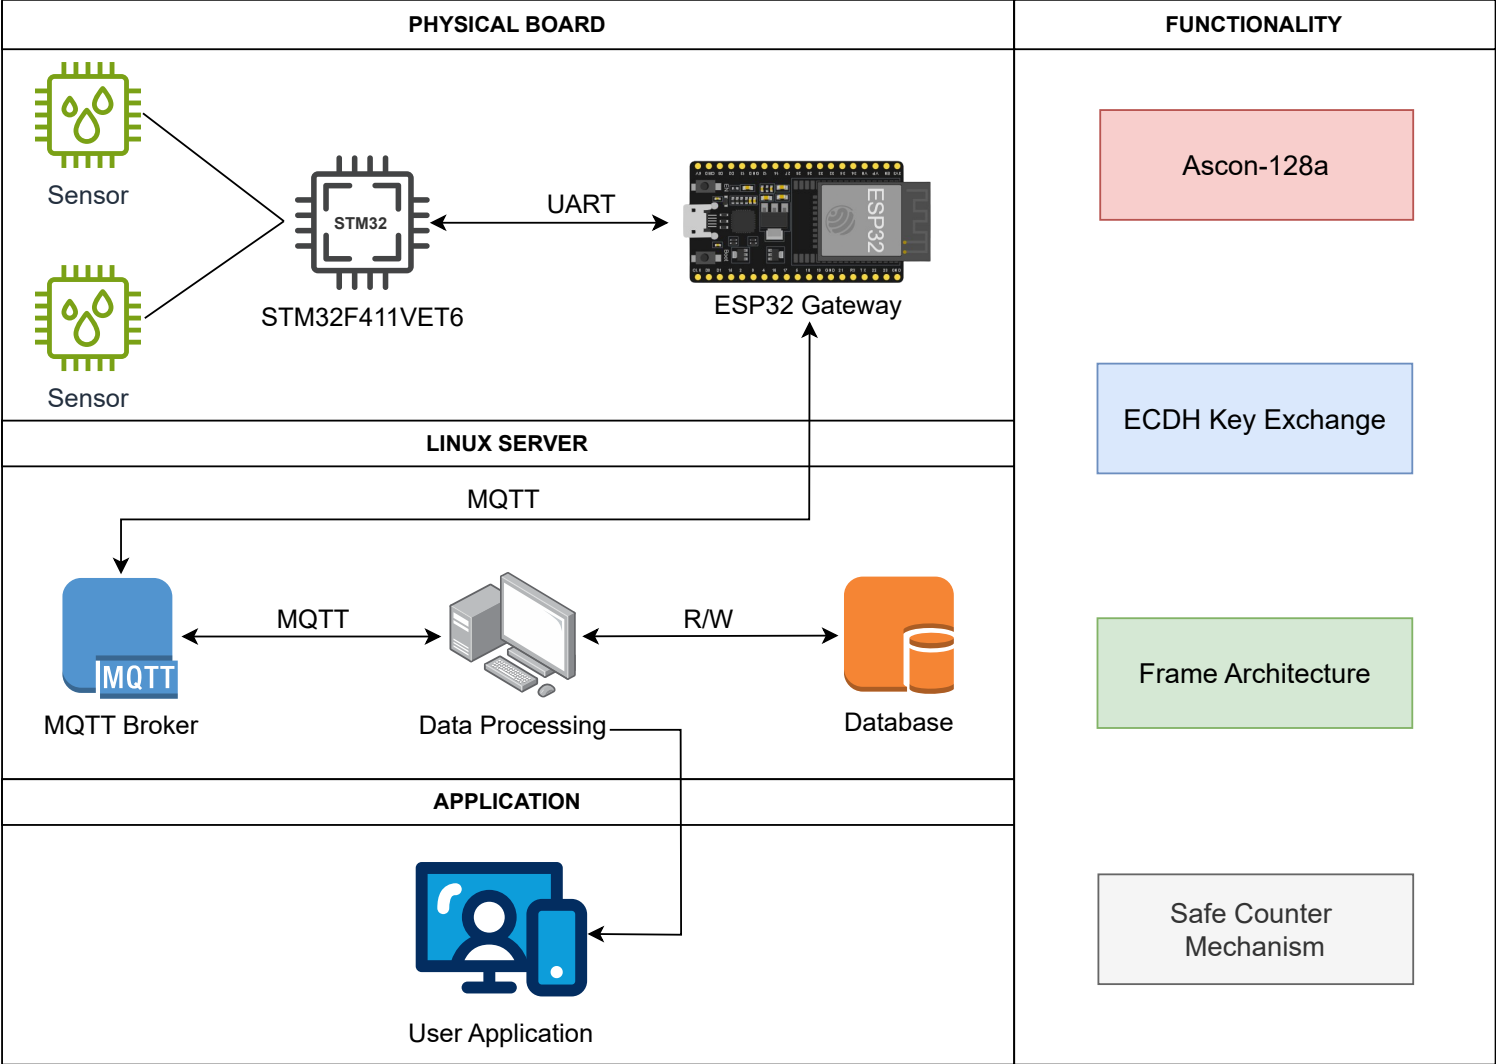 PHYSICAL BOARD
FUNCTIONALITY
Sensor
STM32
STM32F411VET6
UART
ESP32
ESP32 Gateway
Sensor
Ascon-128a
ECDH Key Exchange
Frame Architecture
Safe Counter
Mechanism
LINUX SERVER
MQTT
MQTT
MQTT Broker
MQTT
Data Processing
R/W
Database
APPLICATION
User Application